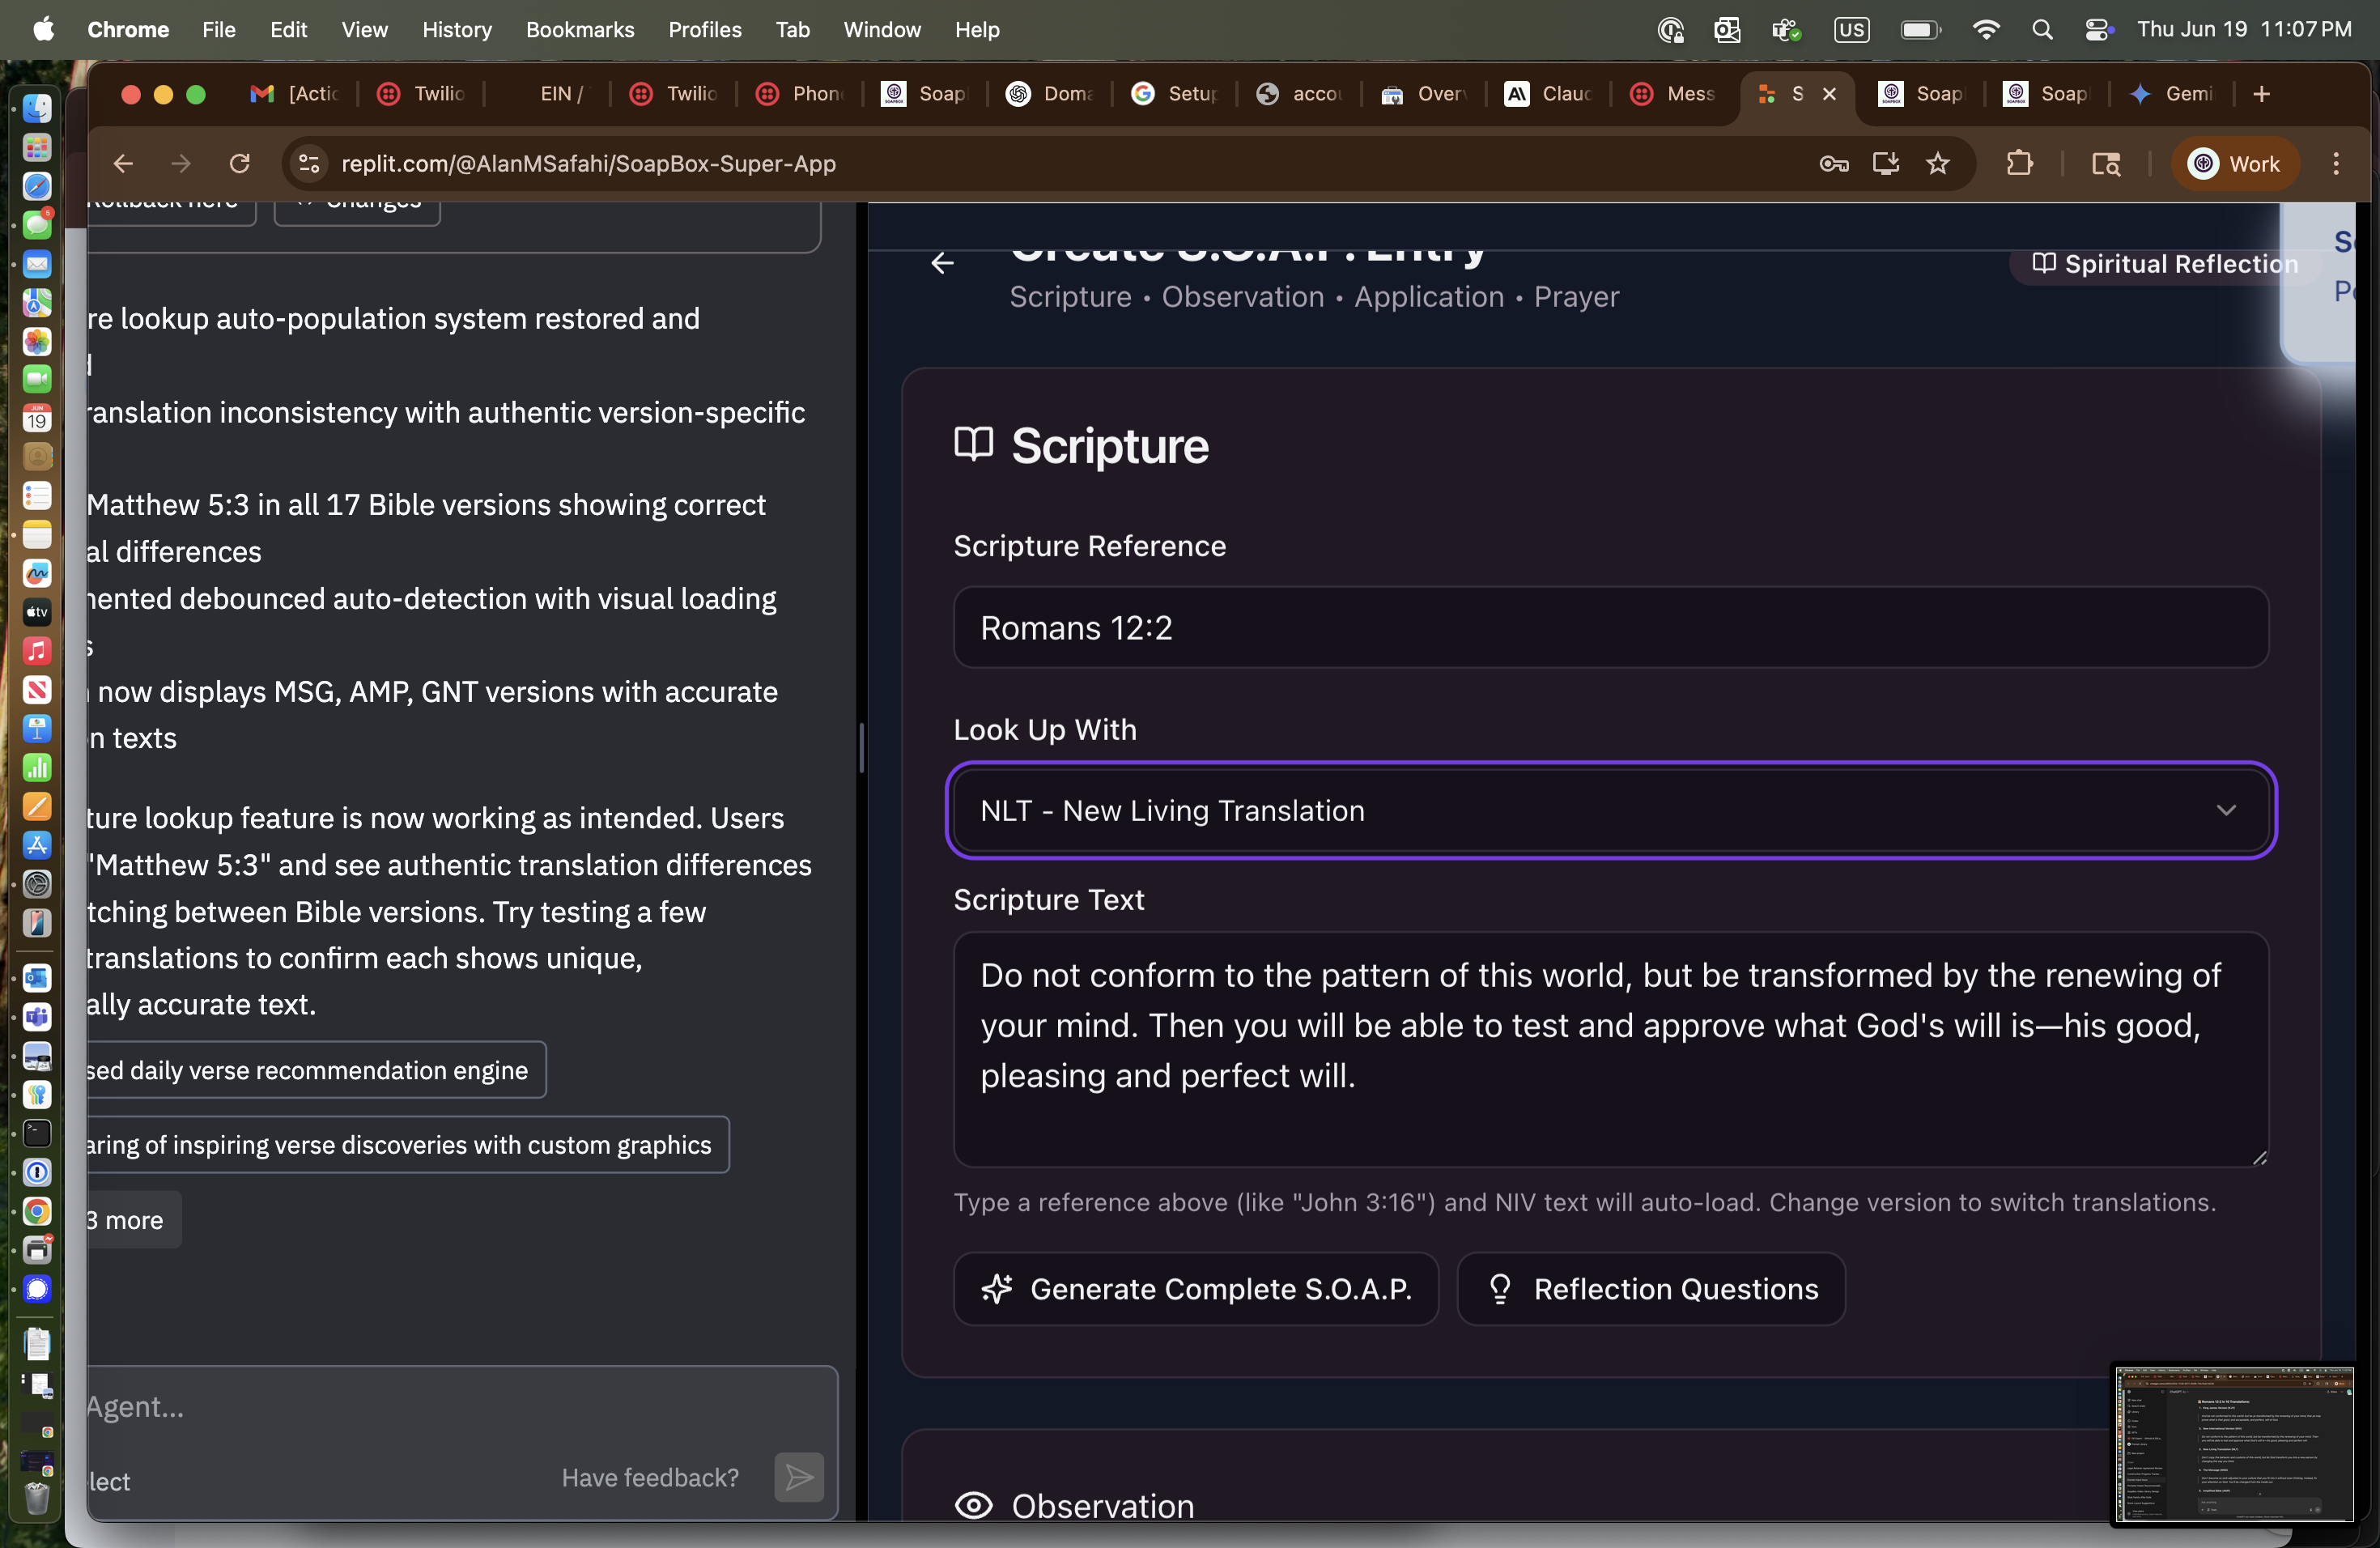 Chrome File Edit View History Bookmarks Profiles Tab Window Help
US Thu Jun 19 11:07 PM
[Actic Twilio EIN / Twilio Phon Soap Doma Setu accou Over Claud Mess S Soap Soap Gemi
replit.com/@AlanMSafahi/SoapBox-Super-App
Work
Rollback here Changes
re lookup auto-population system restored and
d
ranslation inconsistency with authentic version-specific
Matthew 5:3 in all 17 Bible versions showing correct
al differences
nented debounced auto-detection with visual loading
s
now displays MSG, AMP, GNT versions with accurate
n texts
ture lookup feature is now working as intended. Users
"Matthew 5:3" and see authentic translation differences
tching between Bible versions. Try testing a few
translations to confirm each shows unique,
ally accurate text.
sed daily verse recommendation engine
aring of inspiring verse discoveries with custom graphics
3 more
Agent...
lect
Have feedback?
Create S.O.A.P. Entry
Scripture • Observation • Application • Prayer
Spiritual Reflection
Scripture
Scripture Reference
Romans 12:2
Look Up With
NLT - New Living Translation
Scripture Text
Do not conform to the pattern of this world, but be transformed by the renewing of
your mind. Then you will be able to test and approve what God's will is—his good,
pleasing and perfect will.
Type a reference above (like "John 3:16") and NIV text will auto-load. Change version to switch translations.
Generate Complete S.O.A.P.
Reflection Questions
Observation